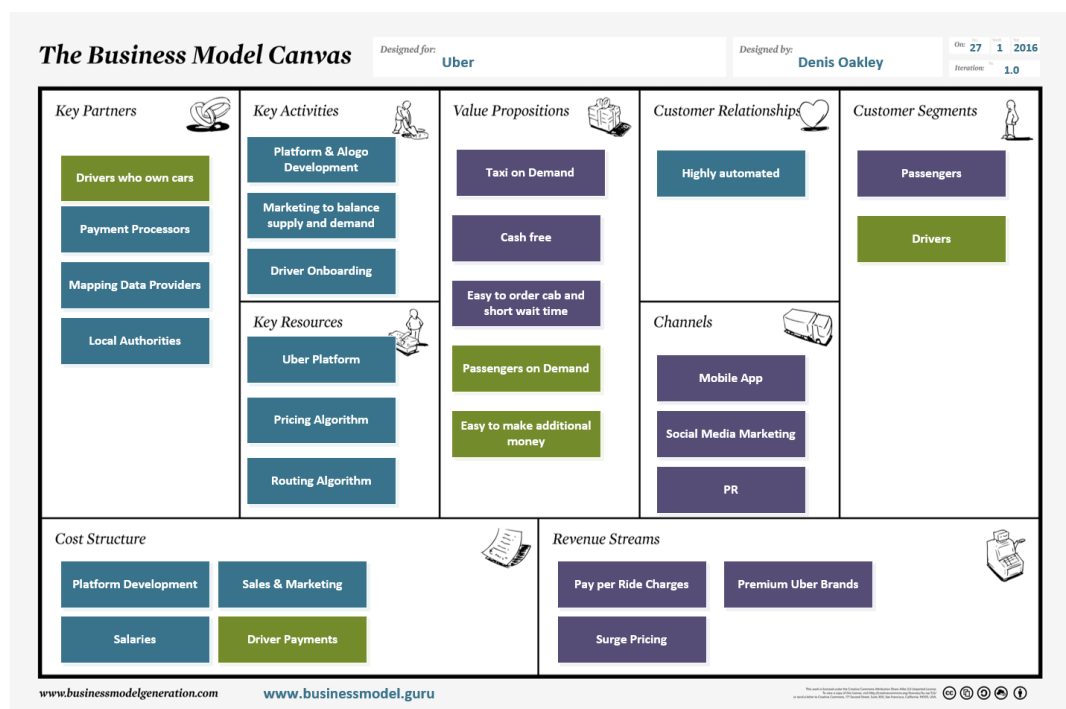 The Business Model Canvas
Designed for:
Uber
Designed by:
Denis Oakley
On:
27
1
2016
Iteration:
1.0
Key Partners
Drivers who own cars
Payment Processors
Mapping Data Providers
Local Authorities
Key Activities
Platform & Alogo
Development
Marketing to balance
supply and demand
Driver Onboarding
Key Resources
Uber Platform
Pricing Algorithm
Routing Algorithm
Value Propositions
Taxi on Demand
Cash free
Easy to order cab and
short wait time
Passengers on Demand
Easy to make additional
money
Customer Relationships
Highly automated
Channels
Mobile App
Social Media Marketing
PR
Customer Segments
Passengers
Drivers
Cost Structure
Platform Development
Sales & Marketing
Salaries
Driver Payments
Revenue Streams
Pay per Ride Charges
Premium Uber Brands
Surge Pricing
www.businessmodelgeneration.com
www.businessmodel.guru